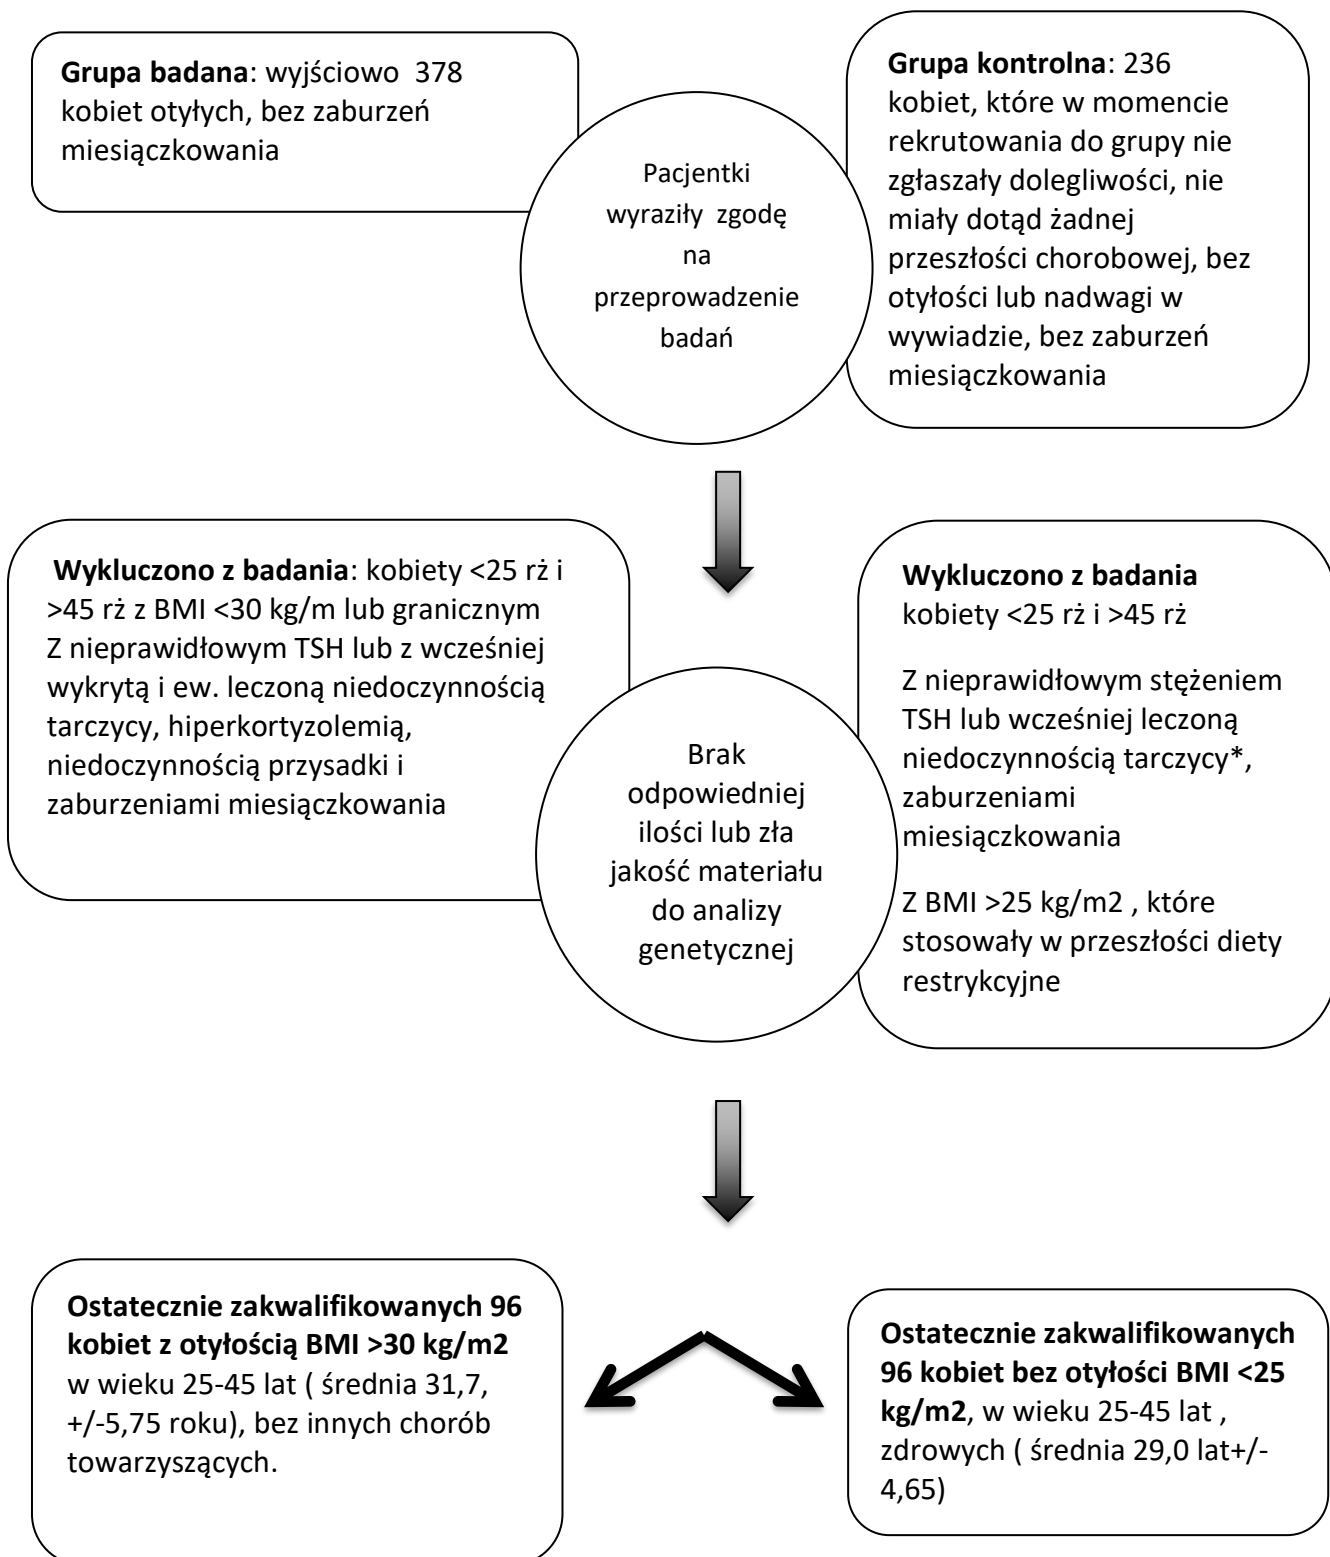 Grupa badana: wyjściowo 378
kobiet otyłych, bez zaburzeń
miesiączkowania
Pacjentki
wyraziły zgodę
na
przeprowadzenie
badań
Grupa kontrolna: 236
kobiet, które w momencie
rekrutowania do grupy nie
zgłaszały dolegliwości, nie
miały dotąd żadnej
przeszłości chorobowej, bez
otyłości lub nadwagi w
wywiadzie, bez zaburzeń
miesiączkowania
Wykluczono z badania: kobiety <25 rż i
>45 rż z BMI <30 kg/m lub granicznym
Z nieprawidłowym TSH lub z wcześniej
wykrytą i ew. leczoną niedoczynnością
tarczycy, hiperkortyzolemią,
niedoczynnością przysadki i
zaburzeniami miesiączkowania
Brak
odpowiedniej
ilości lub zła
jakość materiału
do analizy
genetycznej
Wykluczono z badania
kobiety <25 rż i >45 rż
Z nieprawidłowym stężeniem
TSH lub wcześniej leczoną
niedoczynnością tarczycy*,
zaburzeniami
miesiączkowania
Z BMI >25 kg/m2 , które
stosowały w przeszłości diety
restrykcyjne
Ostatecznie zakwalifikowanych 96
kobiet z otyłością BMI >30 kg/m2
w wieku 25-45 lat ( średnia 31,7,
+/-5,75 roku), bez innych chorób
towarzyszących.
Ostatecznie zakwalifikowanych
96 kobiet bez otyłości BMI <25
kg/m2, w wieku 25-45 lat ,
zdrowych ( średnia 29,0 lat+/-
4,65)